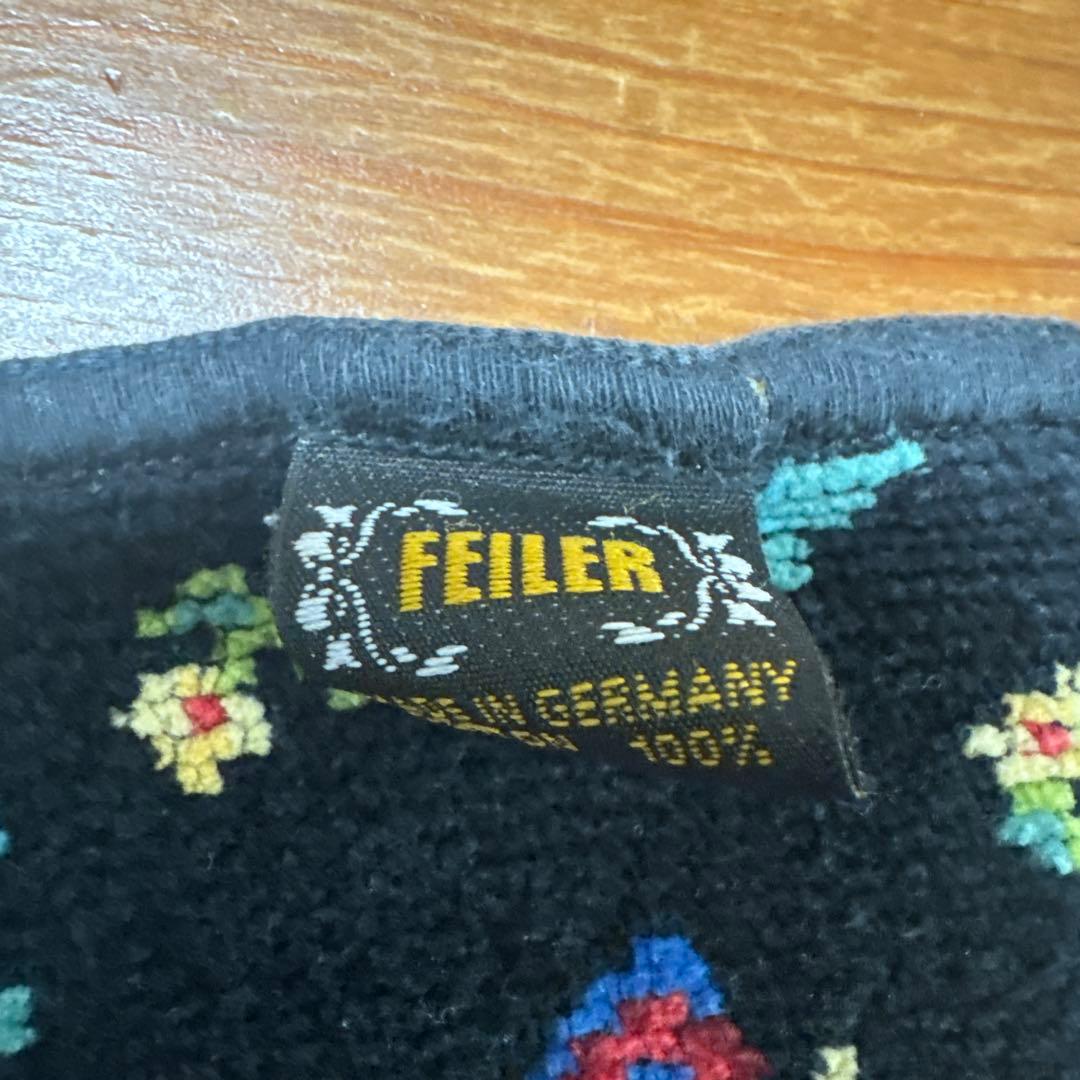 FEILER
IN GERMANY
100%